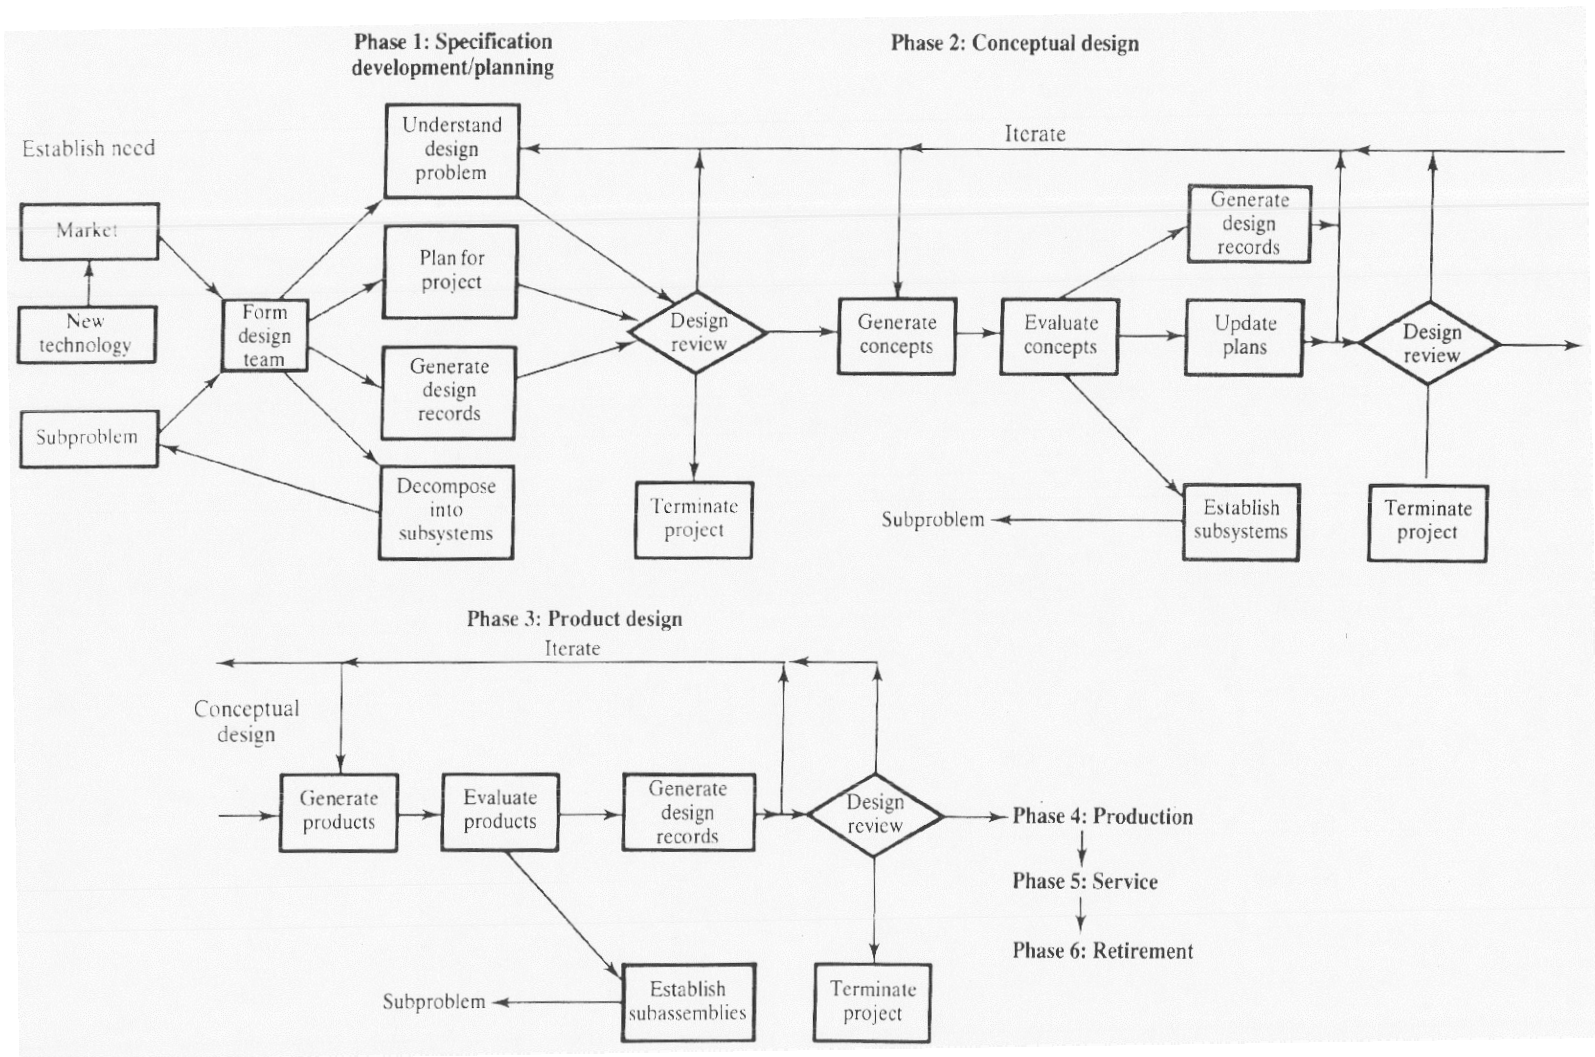 Phase 1: Specification
development/planning
Phase 2: Conceptual design
Establish need
Understand
design
problem
Iterate
Market
Generate
design
records
Plan for
project
New
technology
Form
design
team
Design
review
Generate
concepts
Evaluate
concepts
Update
plans
Design
review
Generate
design
records
Subproblem
Decompose
into
subsystems
Terminate
project
Subproblem
Establish
subsystems
Terminate
project
Phase 3: Product design
Iterate
Conceptual
design
Generate
products
Evaluate
products
Generate
design
records
Design
review
Phase 4: Production
Phase 5: Service
Phase 6: Retirement
Subproblem
Establish
subassemblies
Terminate
project